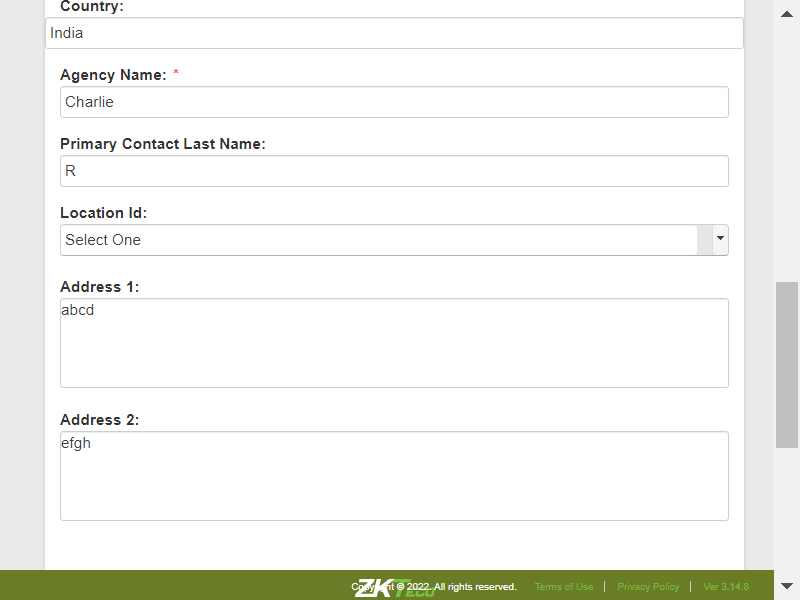 Country:
India
Agency Name: *
Charlie
Primary Contact Last Name:
R
Location Id:
Select One
Address 1:
abcd
Address 2:
efgh
ZKTeco
© 2022. All rights reserved. Terms of Use | Privacy Policy | Ver 3.14.8